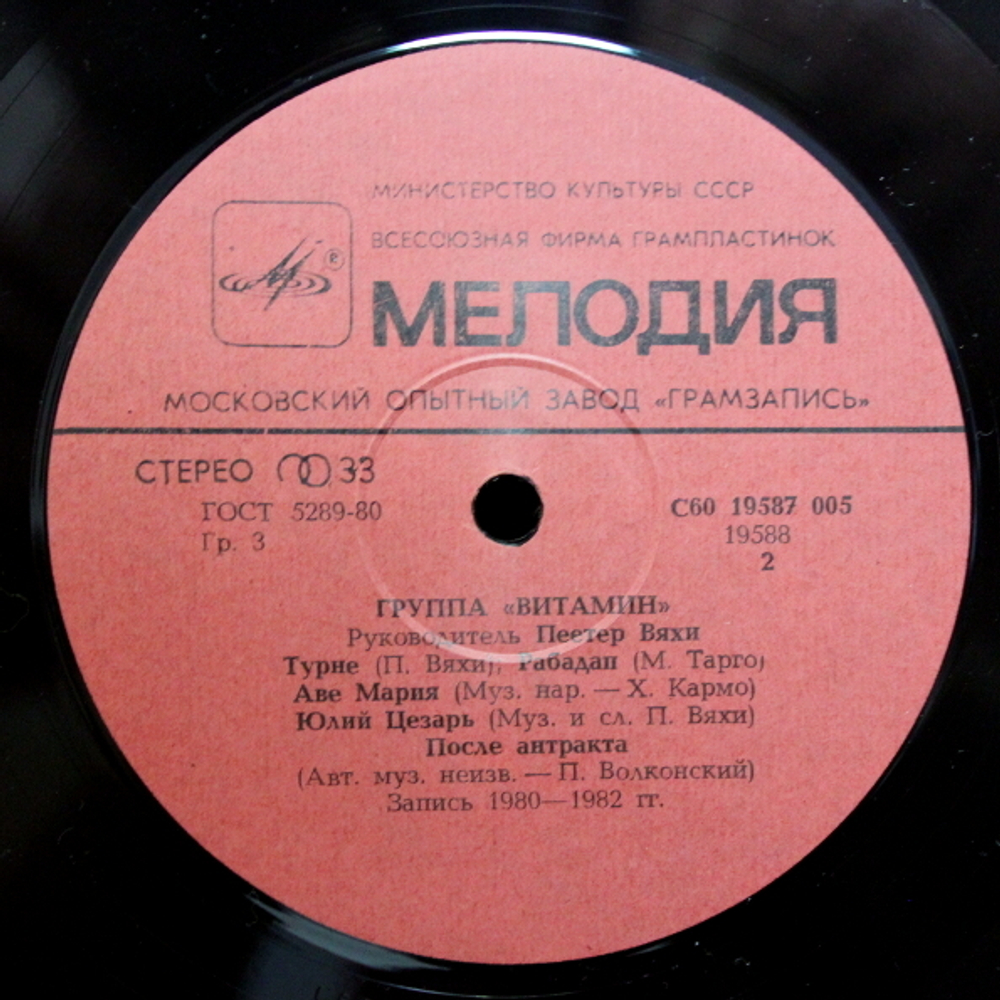 МИНИСТЕРСТВО КУЛЬТУРЫ СССР
ВСЕСОЮЗНАЯ ФИРМА ГРАМПЛАСТИНОК
®
МЕЛОДИЯ
МОСКОВСКИЙ ОПЫТНЫЙ ЗАВОД «ГРАМЗАПИСЬ»
СТЕРЕО 33
ГОСТ 5289-80
Гр. 3
С60 19587 005
19588
2
ГРУППА «ВИТАМИН»
Руководитель Пеетер Вяхи
Турне (П. Вяхи), Рабадап (М. Тарго)
Аве Мария (Муз. нар. — Х. Кармо)
Юлий Цезарь (Муз. и сл. П. Вяхи)
После антракта
(Авт. муз. неизв. — П. Волконский)
Запись 1980—1982 гг.